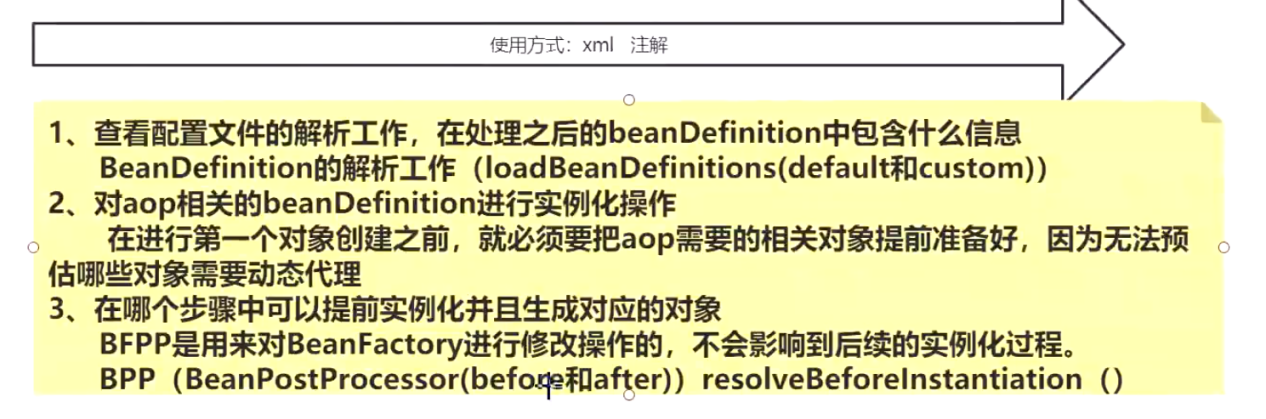 使用方式：xml 注解
1、查看配置文件的解析工作，在处理之后的beanDefinition中包含什么信息
BeanDefinition的解析工作（loadBeanDefinitions(default和custom)）
2、对aop相关的beanDefinition进行实例化操作
在进行第一个对象创建之前，就必须要把aop需要的相关对象提前准备好，因为无法预
估哪些对象需要动态代理
3、在哪个步骤中可以提前实例化并且生成对应的对象
BFPP是用来对BeanFactory进行修改操作的，不会影响到后续的实例化过程。
BPP（BeanPostProcessor(before和after)）resolveBeforeInstantiation（）